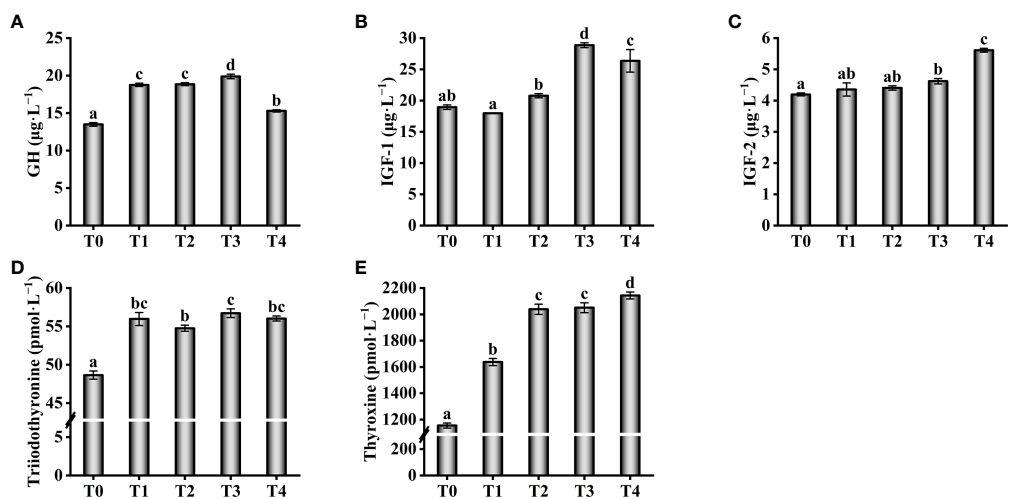 A
GH (μg·L⁻¹)
25
20
15
10
5
0
a
c
c
d
b
T0 T1 T2 T3 T4
B
IGF-1 (μg·L⁻¹)
30
25
20
15
10
5
0
ab
a
b
d
c
T0 T1 T2 T3 T4
C
IGF-2 (μg·L⁻¹)
6
5
4
3
2
1
0
a
ab
ab
b
c
T0 T1 T2 T3 T4
D
Triiodothyronine (pmol·L⁻¹)
60
55
50
45
5
0
a
bc
b
c
bc
T0 T1 T2 T3 T4
E
Thyroxine (pmol·L⁻¹)
2200
2000
1800
1600
1400
1200
200
0
a
b
c
c
d
T0 T1 T2 T3 T4